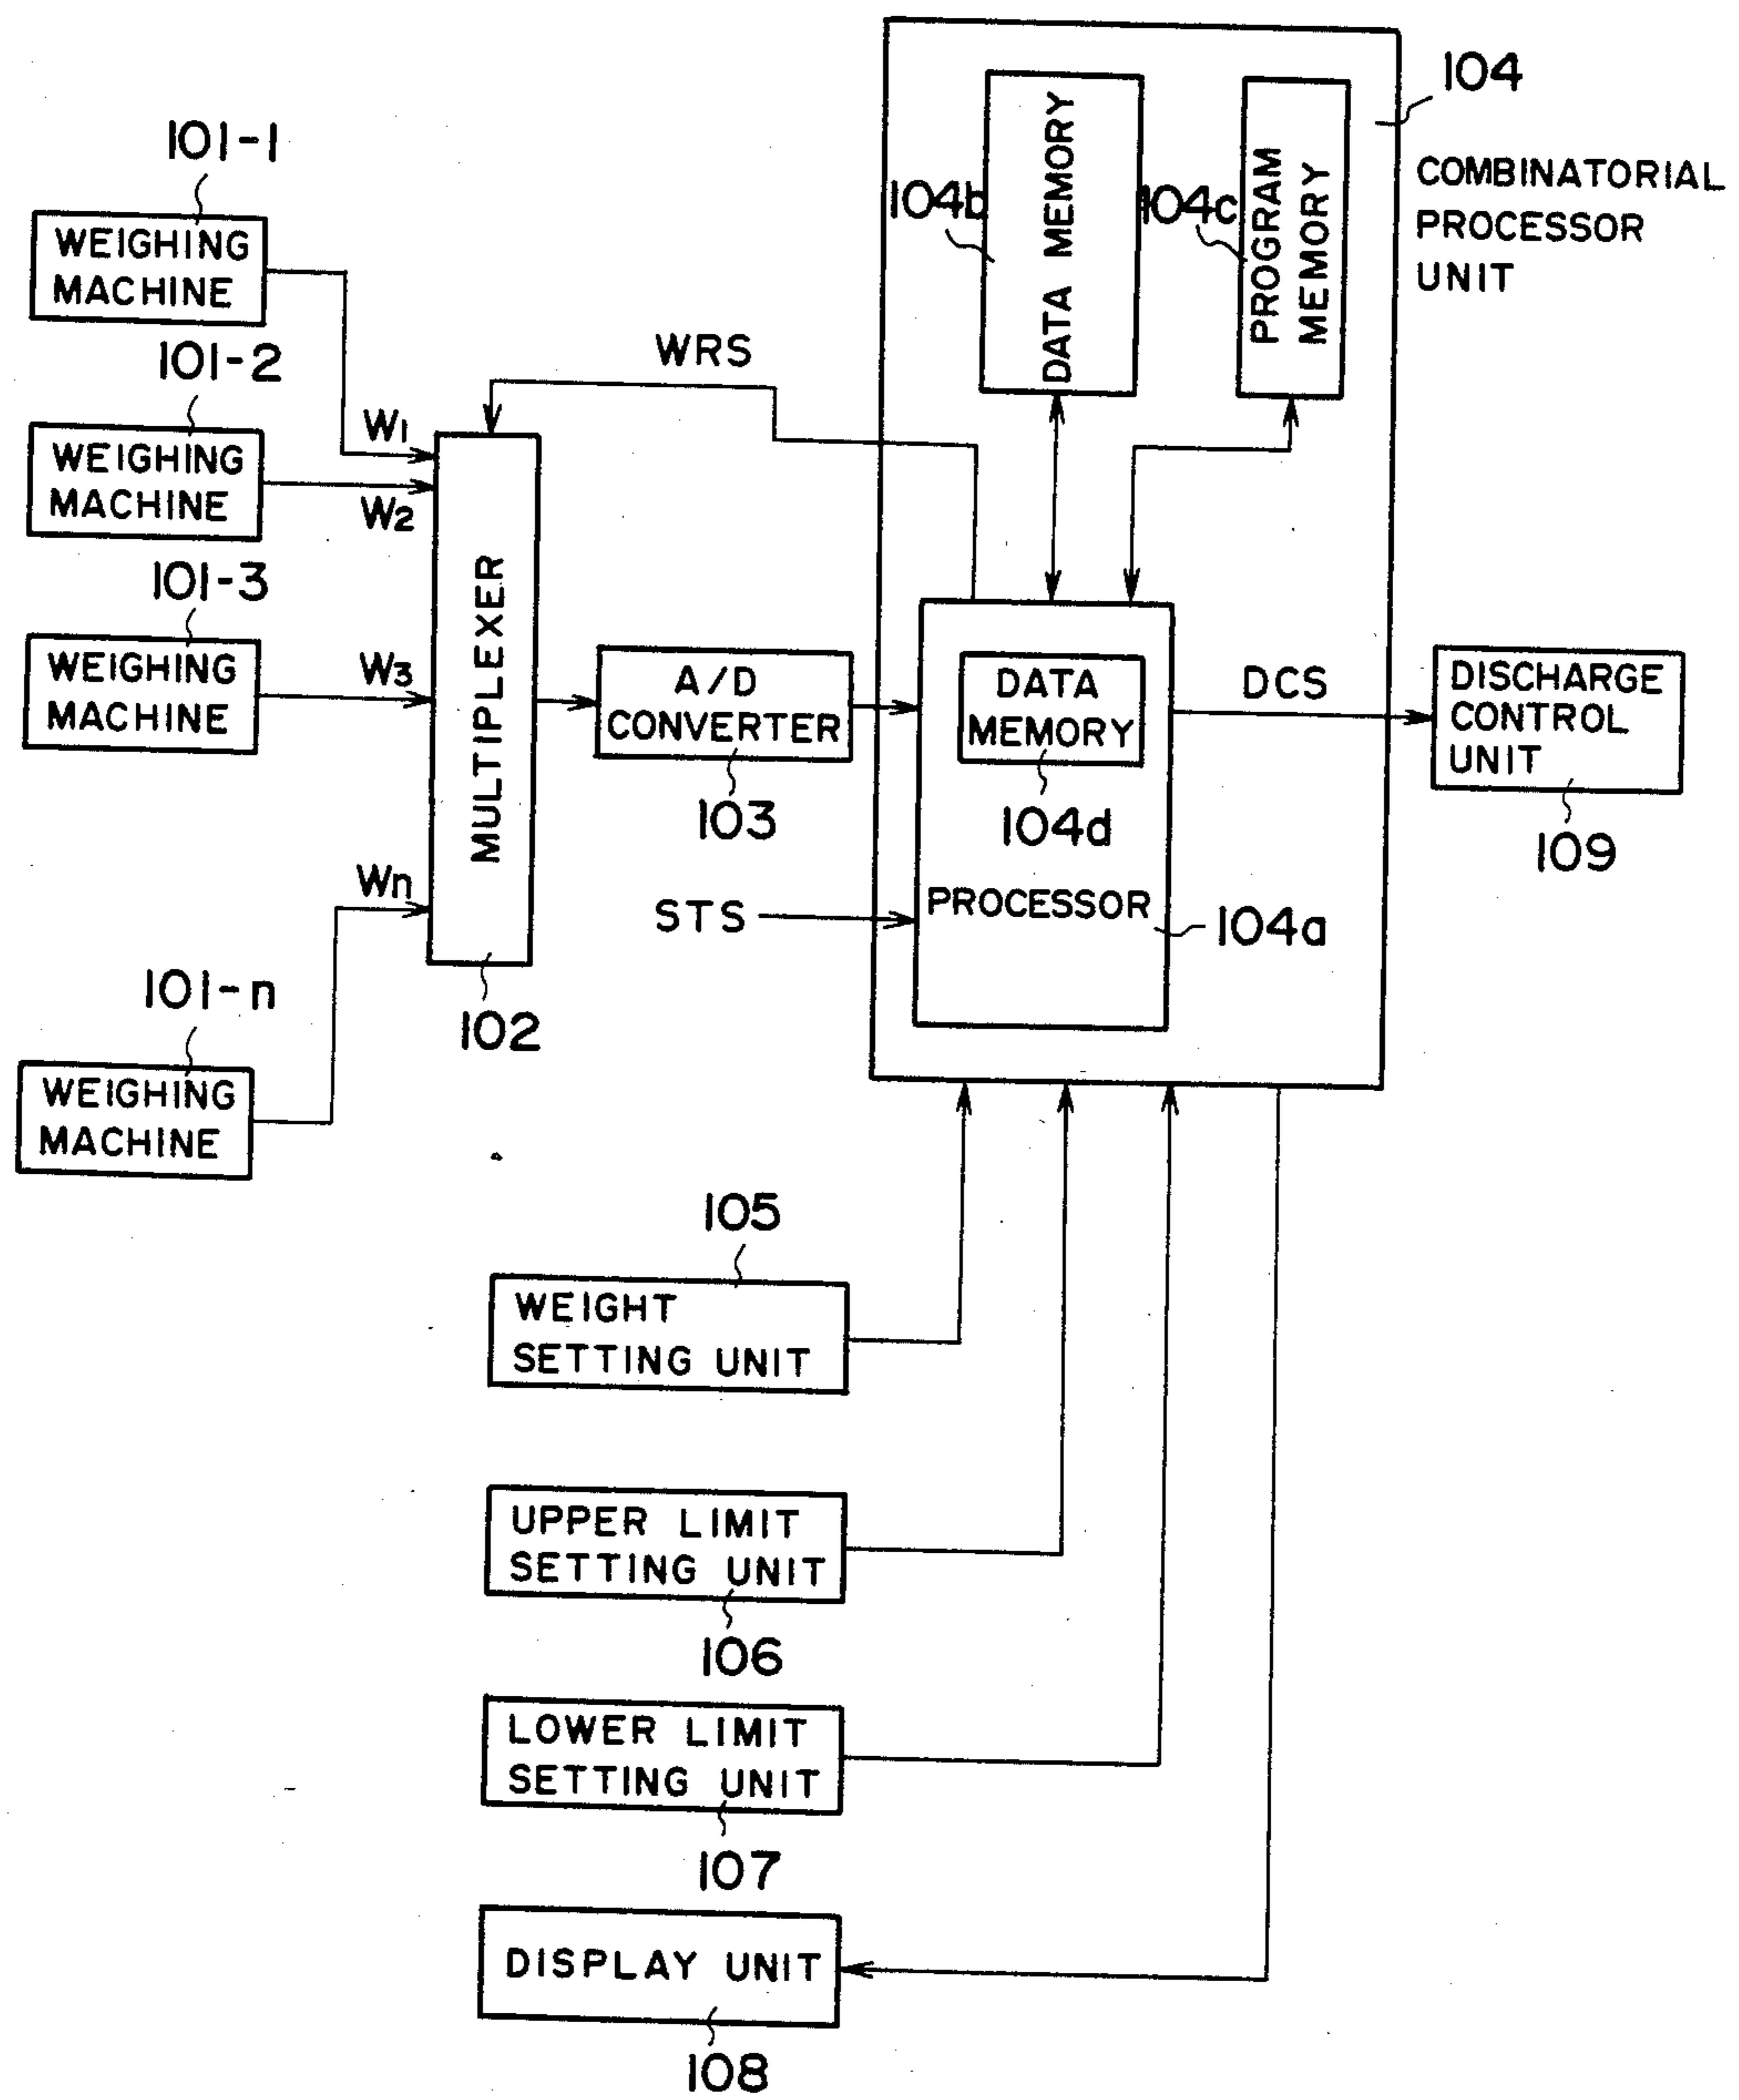 104
COMBINATORIAL
PROCESSOR
UNIT
DATA MEMORY
104b
PROGRAM
MEMORY
104c
101-1
WEIGHING
MACHINE
101-2
WEIGHING
MACHINE
101-3
WEIGHING
MACHINE
101-n
WEIGHING
MACHINE
W1
W2
W3
Wn
WRS
MULTIPLEXER
102
A/D
CONVERTER
103
DATA
MEMORY
104d
PROCESSOR
104a
STS
DCS
DISCHARGE
CONTROL
UNIT
109
105
WEIGHT
SETTING UNIT
UPPER LIMIT
SETTING UNIT
106
LOWER LIMIT
SETTING UNIT
107
DISPLAY UNIT
108